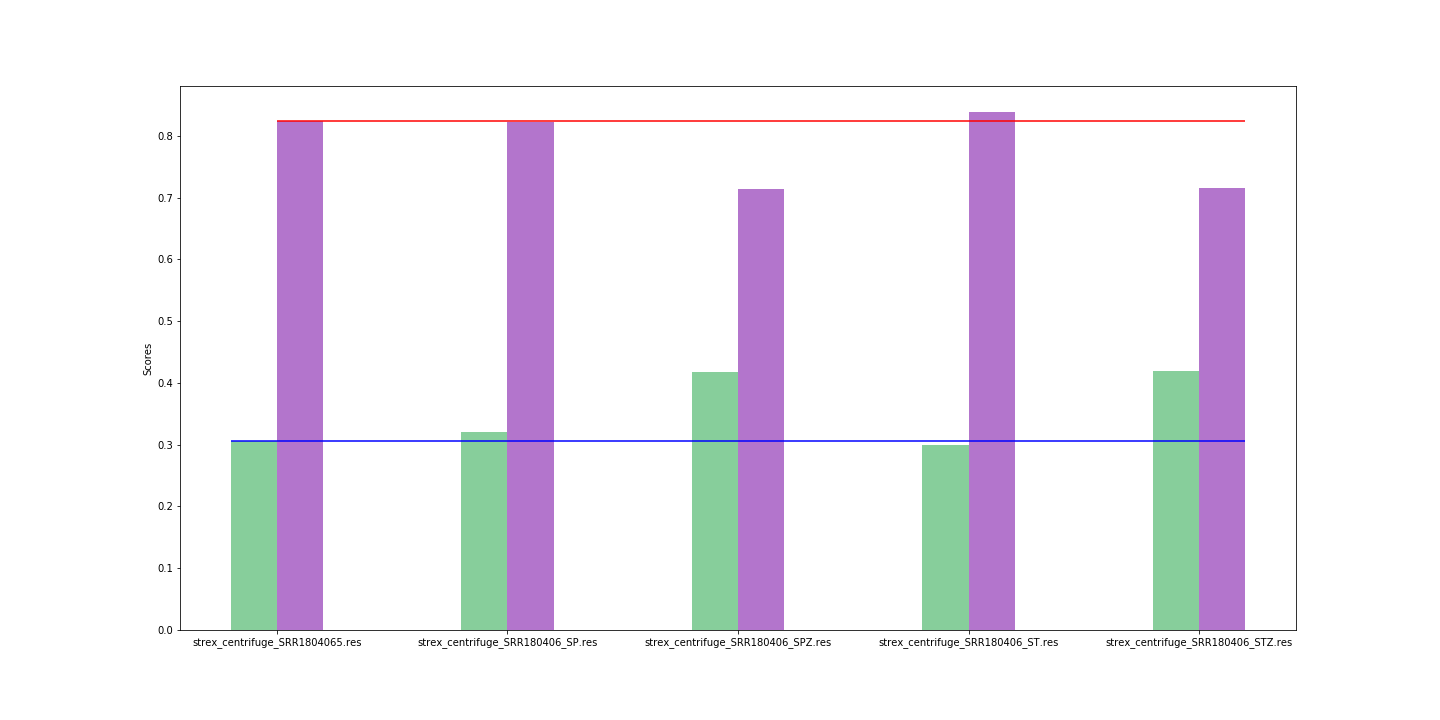 0.8
0.7
0.6
0.5
0.4
0.3
0.2
0.1
0.0
Scores
strex_centrifuge_SRR1804065.res
strex_centrifuge_SRR180406_SP.res
strex_centrifuge_SRR180406_SPZ.res
strex_centrifuge_SRR180406_ST.res
strex_centrifuge_SRR180406_STZ.res